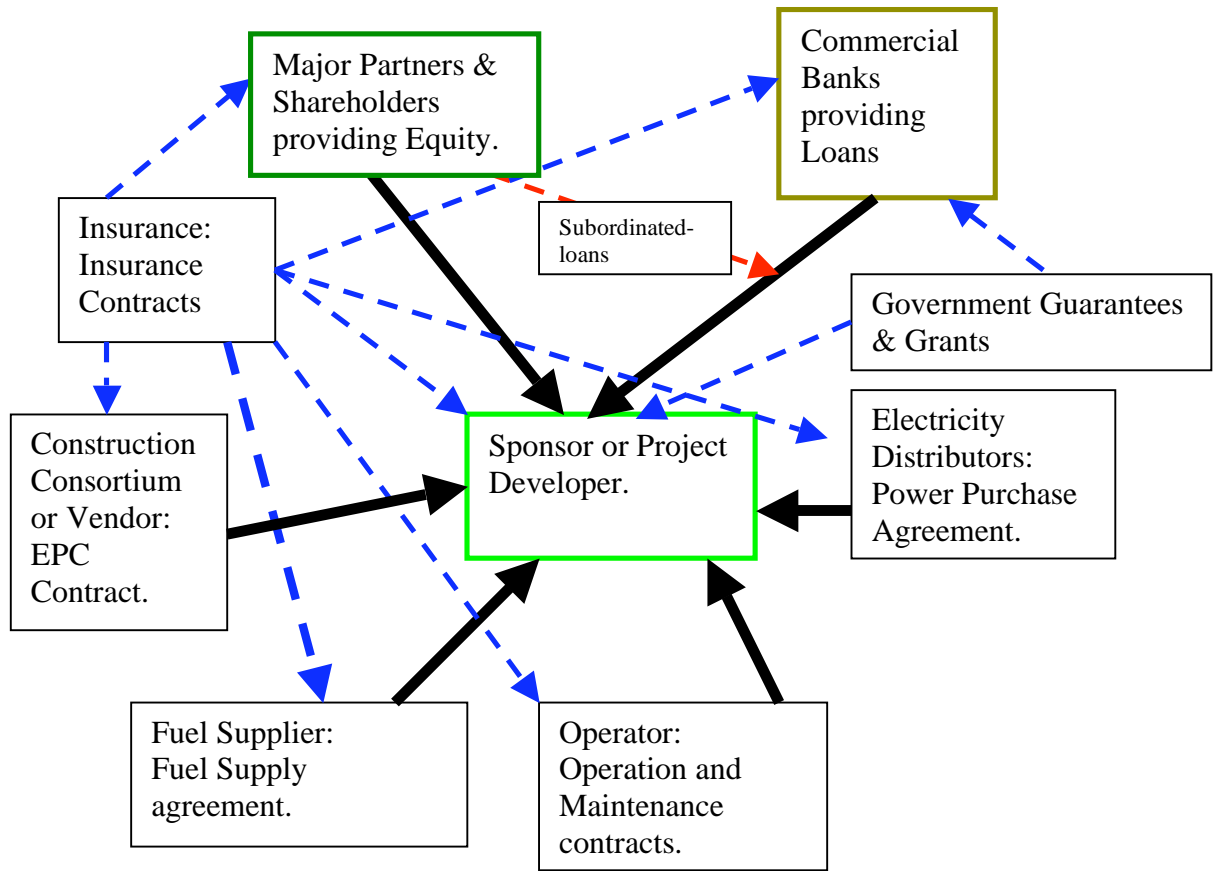 Major Partners &
Shareholders
providing Equity.
Commercial
Banks
providing
Loans
Insurance:
Insurance
Contracts
Subordinated-
loans
Government Guarantees
& Grants
Construction
Consortium
or Vendor:
EPC
Contract.
Sponsor or Project
Developer.
Electricity
Distributors:
Power Purchase
Agreement.
Fuel Supplier:
Fuel Supply
agreement.
Operator:
Operation and
Maintenance
contracts.